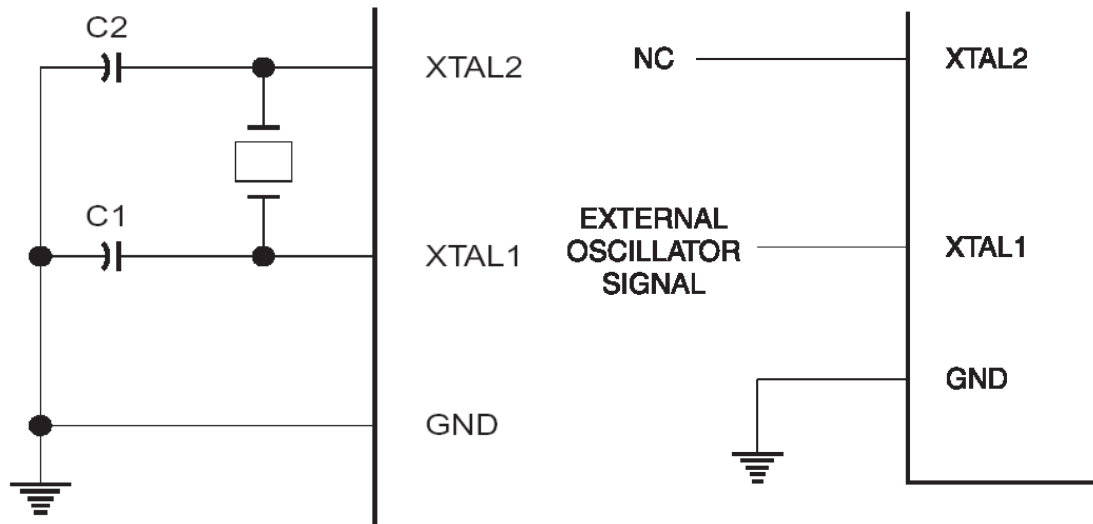 C2
XTAL2
C1
XTAL1
GND
NC
XTAL2
EXTERNAL
OSCILLATOR
SIGNAL
XTAL1
GND